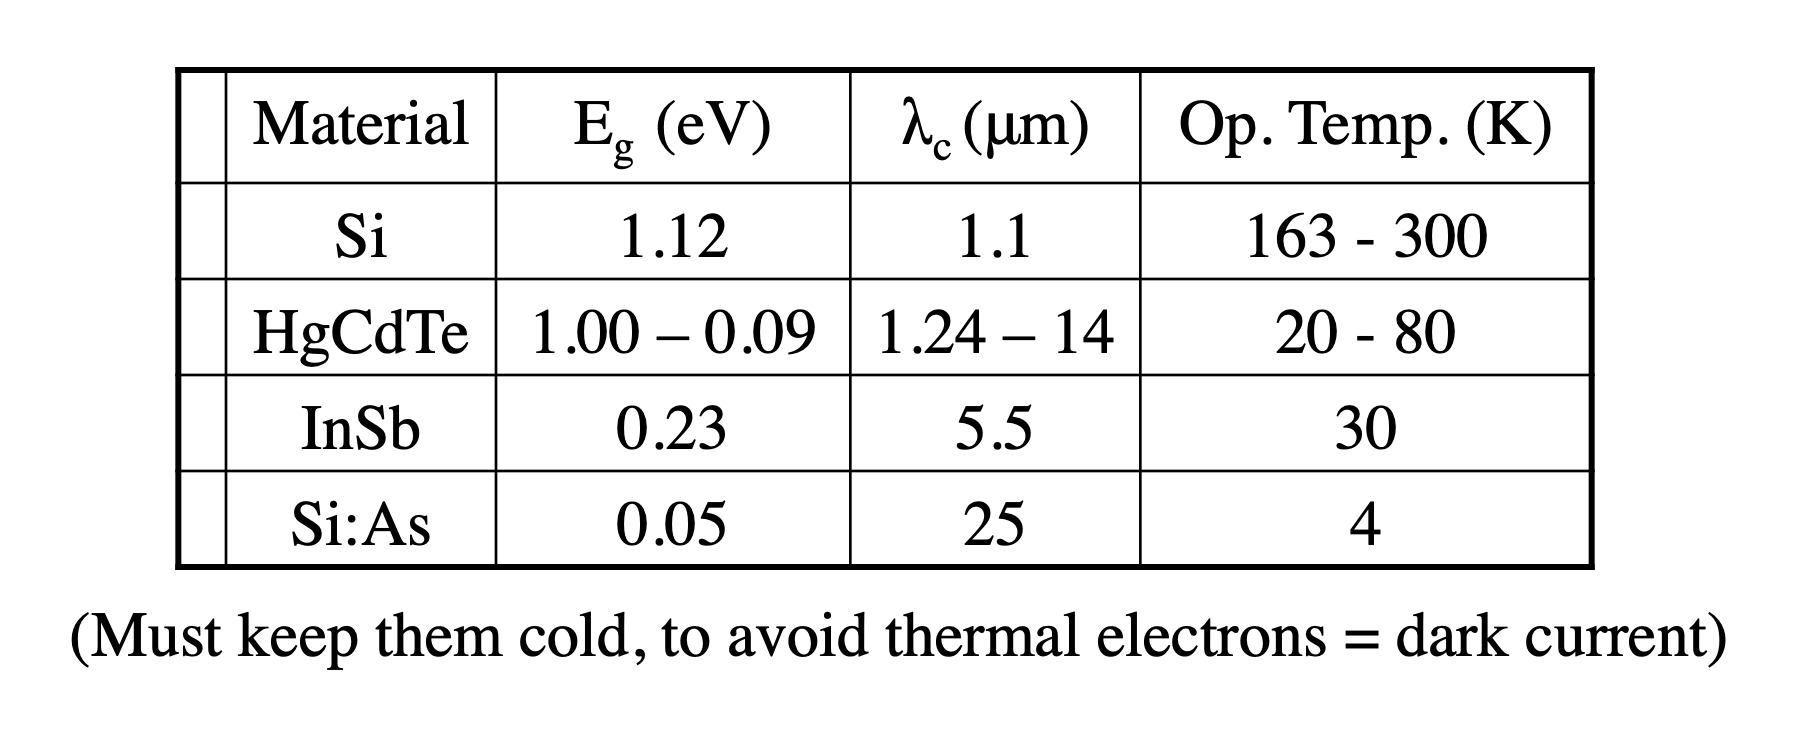 Material E_g (eV) λ_c (μm) Op. Temp. (K)
Si 1.12 1.1 163 - 300
HgCdTe 1.00 – 0.09 1.24 – 14 20 - 80
InSb 0.23 5.5 30
Si:As 0.05 25 4
(Must keep them cold, to avoid thermal electrons = dark current)